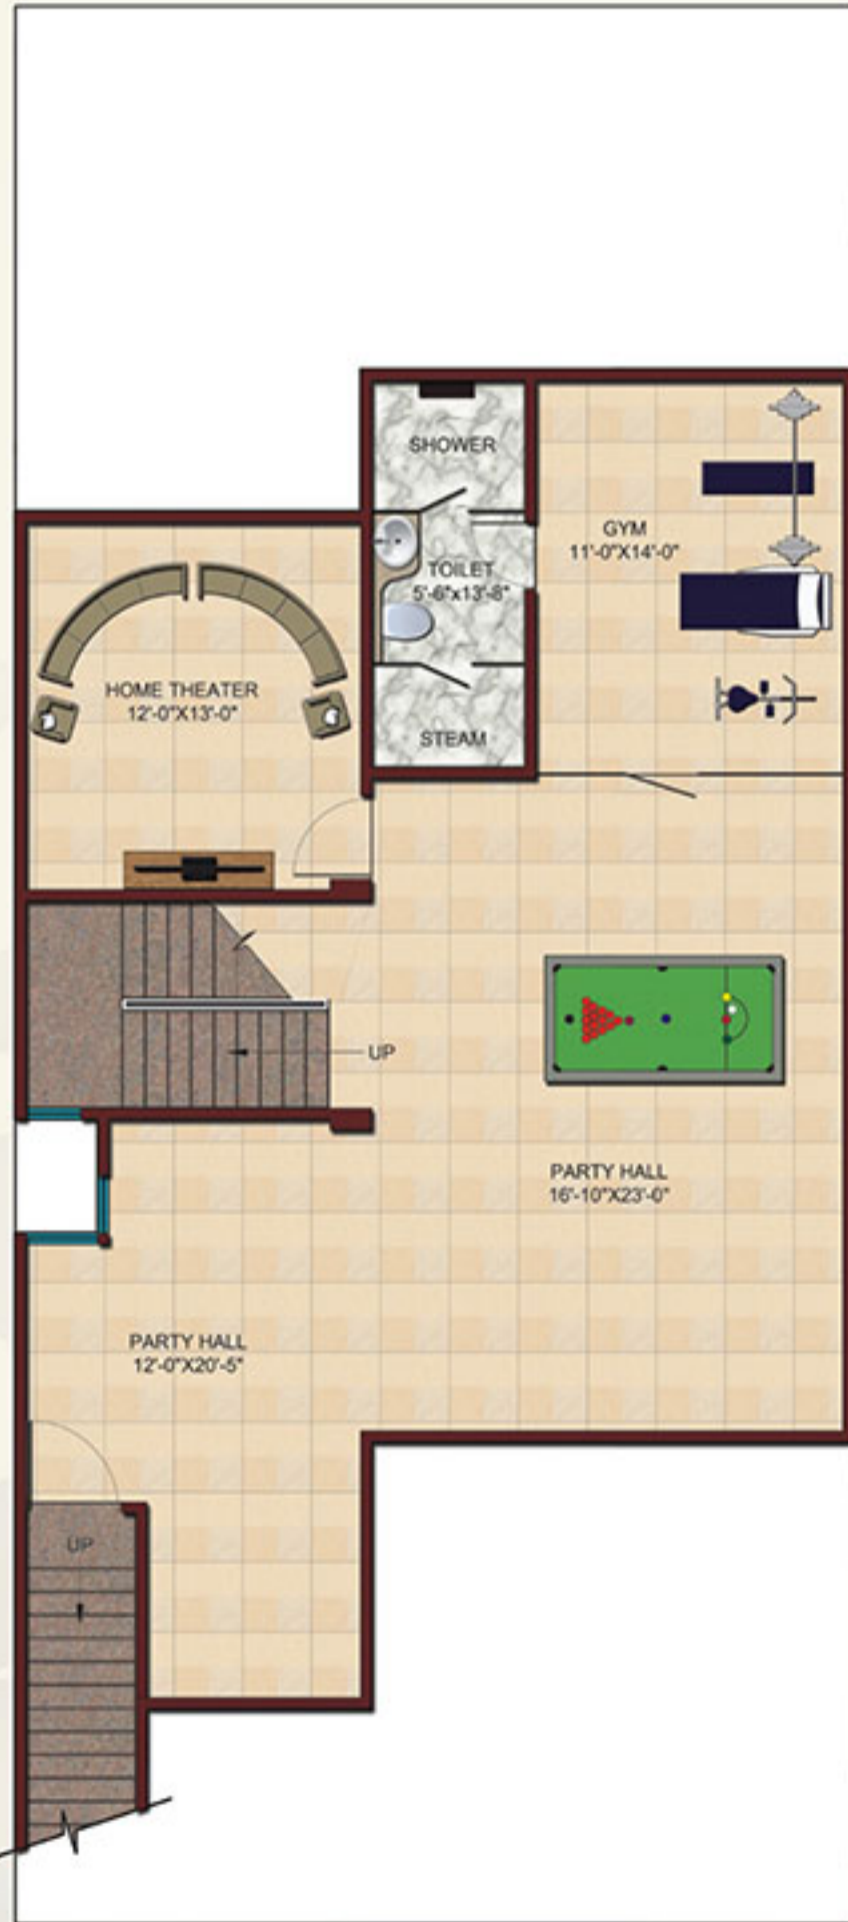 SHOWER
GYM
11'-0"X14'-0"
TOILET
5'-6"x13'-8"
HOME THEATER
12'-0"X13'-0"
STEAM
UP
PARTY HALL
16'-10"X23'-0"
PARTY HALL
12'-0"X20'-5"
UP